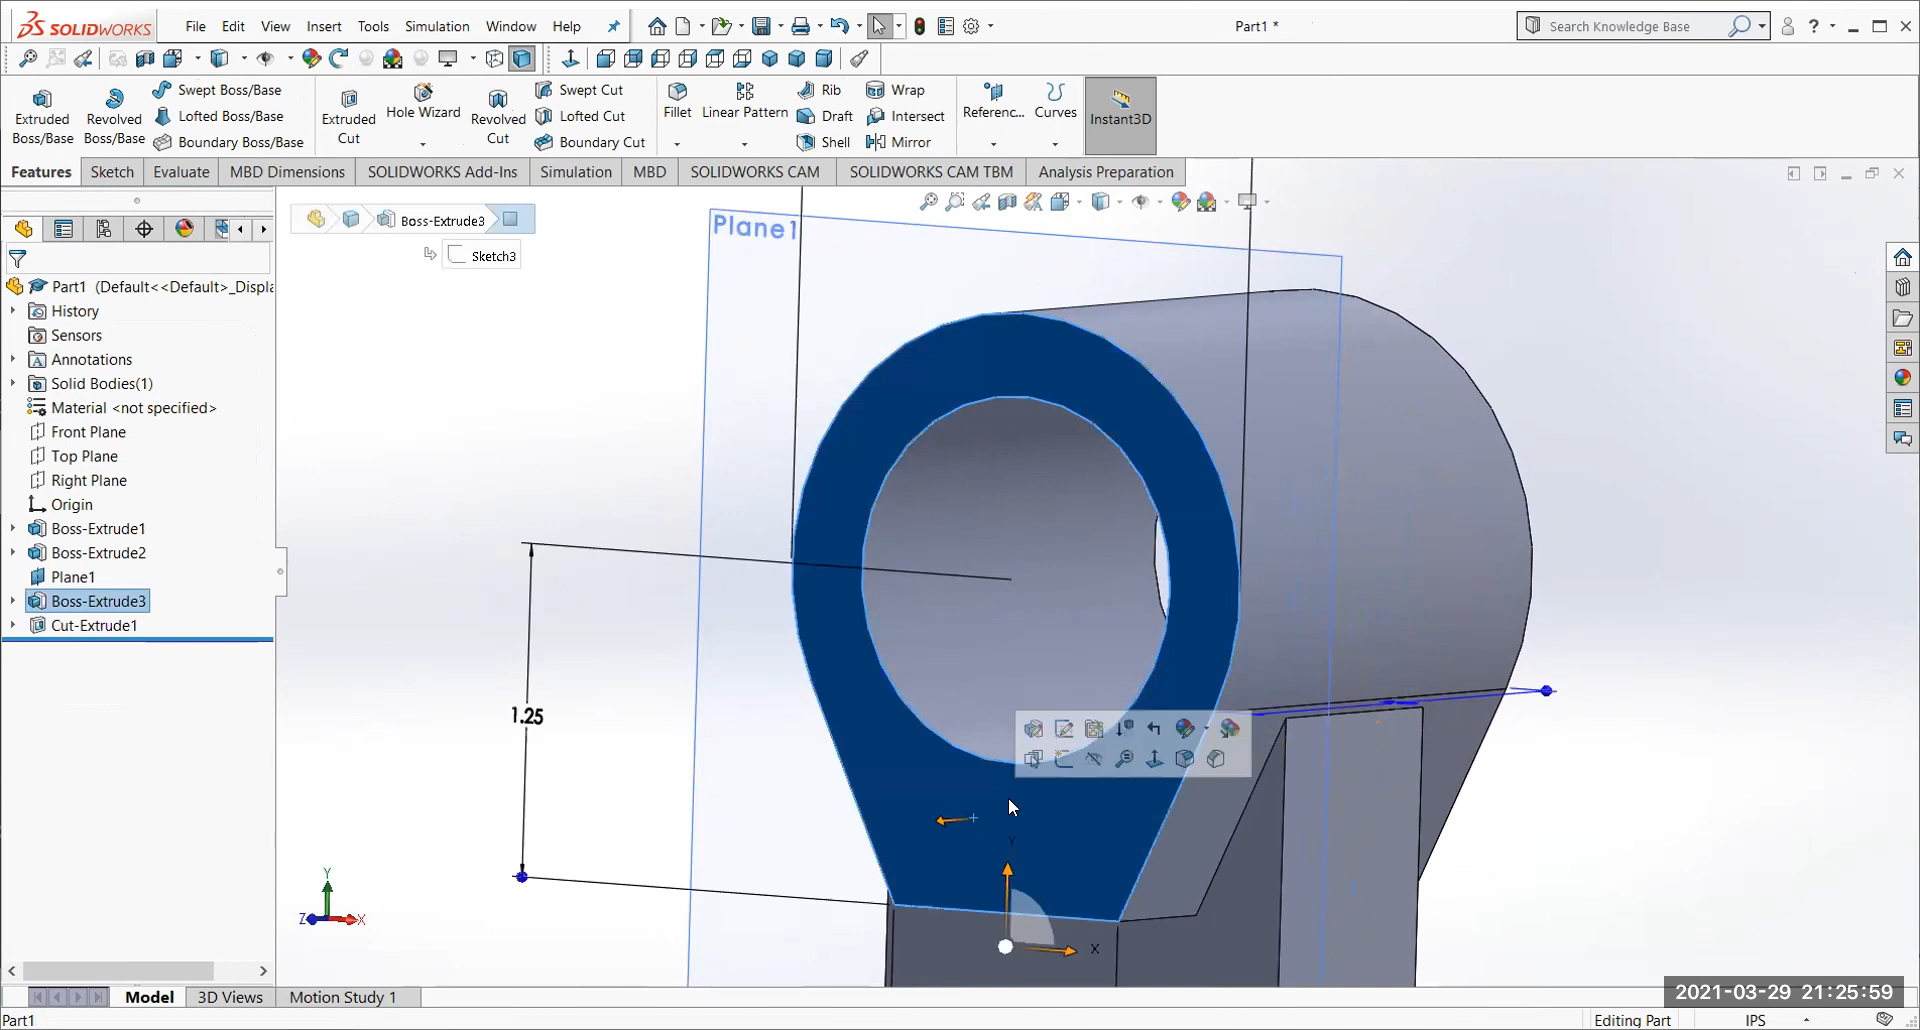 SOLIDWORKS File Edit View Insert Tools Simulation Window Help Part1 * Search Knowledge Base ?
Extruded Boss/Base
Revolved Boss/Base
Swept Boss/Base
Lofted Boss/Base
Boundary Boss/Base
Extruded Cut
Hole Wizard
Revolved Cut
Swept Cut
Lofted Cut
Boundary Cut
Fillet
Linear Pattern
Rib
Draft
Shell
Wrap
Intersect
Mirror
Referenc...
Curves
Instant3D
Features Sketch Evaluate MBD Dimensions SOLIDWORKS Add-Ins Simulation MBD SOLIDWORKS CAM SOLIDWORKS CAM TBM Analysis Preparation
Boss-Extrude3
Sketch3
Plane1
Part1 (Default<<Default>_Displa
History
Sensors
Annotations
Solid Bodies(1)
Material <not specified>
Front Plane
Top Plane
Right Plane
Origin
Boss-Extrude1
Boss-Extrude2
Plane1
Boss-Extrude3
Cut-Extrude1
1.25
Y
X
Y
Z
X
Model 3D Views Motion Study 1
2021-03-29 21:25:59
Part1 Editing Part IPS